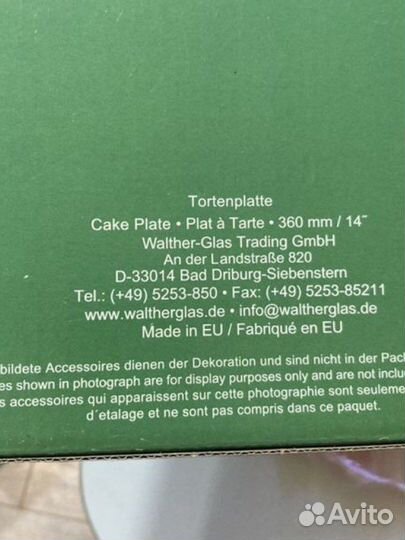 Tortenplatte
Cake Plate • Plat à Tarte • 360 mm / 14˝
Walther-Glas Trading GmbH
An der Landstraße 820
D-33014 Bad Driburg-Siebenstern
Tel.: (+49) 5253-850 • Fax: (+49) 5253-85211
www.waltherglas.de • info@waltherglas.de
Made in EU / Fabriqué en EU
bildete Accessoires dienen der Dekoration und sind nicht in der Pac
es shown in photograph are for display purposes only and are not inclu
s accessoires qui apparaissent sur cette photographie sont seuleme
d´etalage et ne sont pas compris dans ce paquet.
Avito